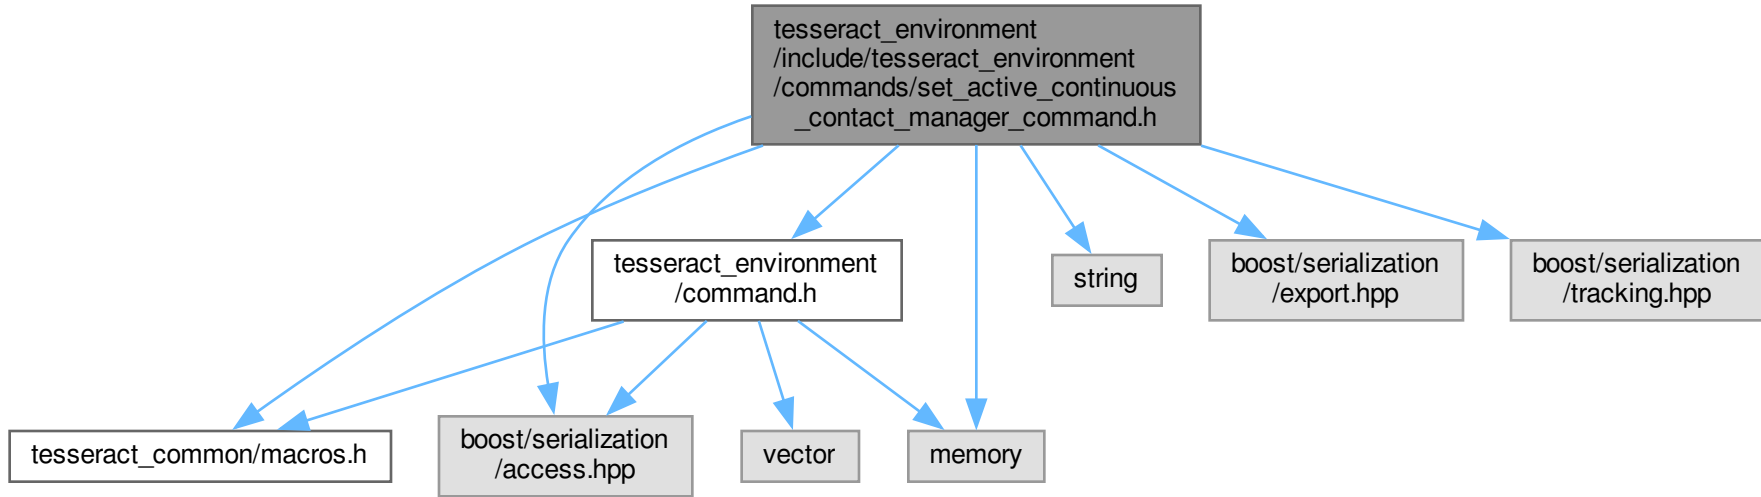 tesseract_environment
/include/tesseract_environment
/commands/set_active_continuous
_contact_manager_command.h
tesseract_environment
/command.h
string
boost/serialization
/export.hpp
boost/serialization
/tracking.hpp
tesseract_common/macros.h
boost/serialization
/access.hpp
vector
memory